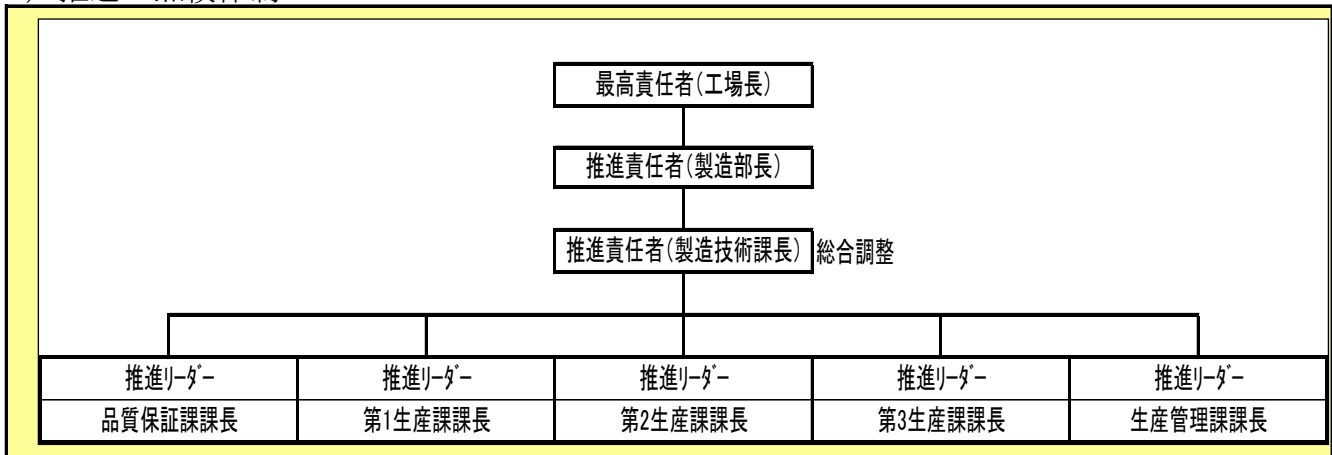 最高責任者(工場長)
推進責任者(製造部長)
推進責任者(製造技術課長) 総合調整
推進ﾘｰﾀﾞｰ 推進ﾘｰﾀﾞｰ 推進ﾘｰﾀﾞｰ 推進ﾘｰﾀﾞｰ 推進ﾘｰﾀﾞｰ
品質保証課課長 第1生産課課長 第2生産課課長 第3生産課課長 生産管理課課長